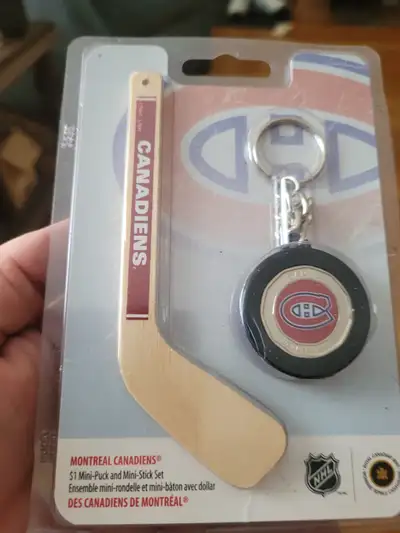 CANADIENS
MONTREAL CANADIENS®
$1 Mini-Puck and Mini-Stick Set
Ensemble mini-rondelle et mini-bâton avec dollar
DES CANADIENS DE MONTRÉAL®
NHL